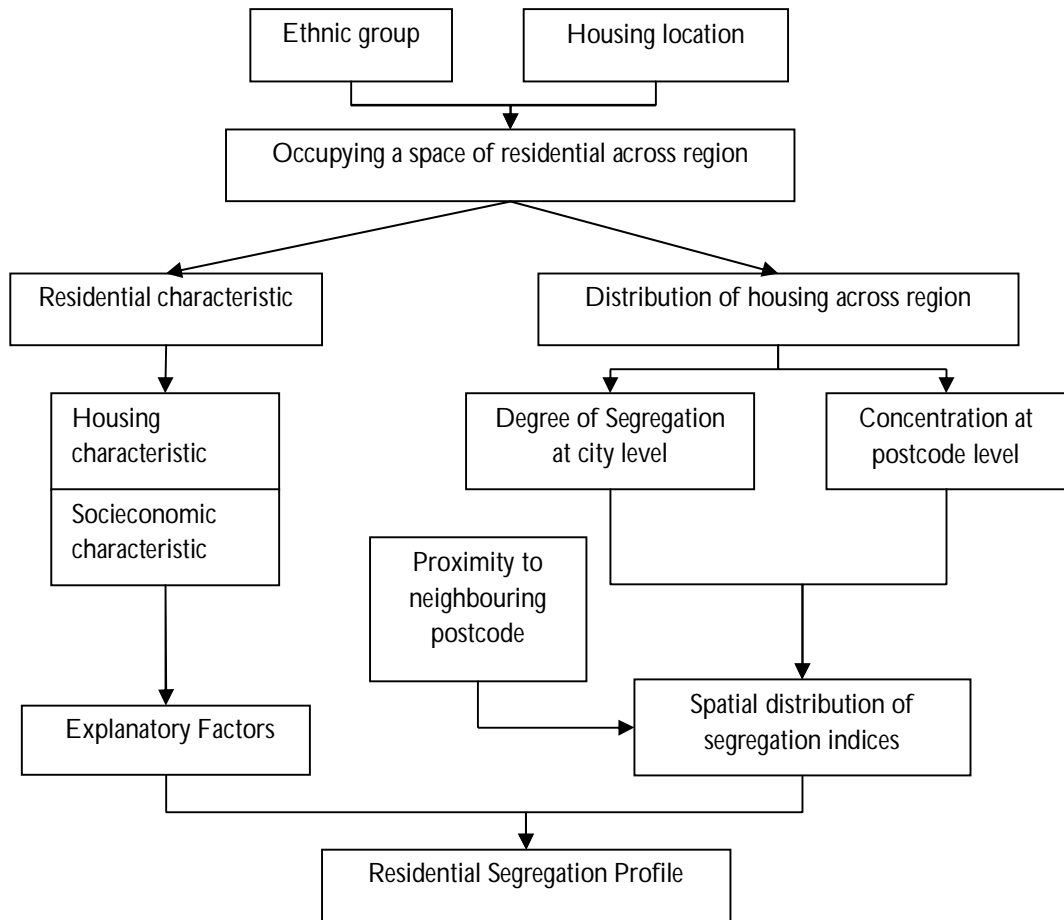 Ethnic group
Housing location
Occupying a space of residential across region
Residential characteristic
Distribution of housing across region
Housing
characteristic
Degree of Segregation
at city level
Concentration at
postcode level
Socieconomic
characteristic
Proximity to
neighbouring
postcode
Explanatory Factors
Spatial distribution of
segregation indices
Residential Segregation Profile